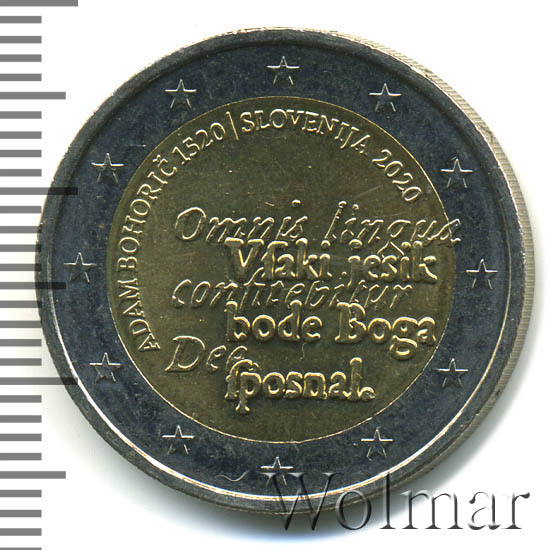 ADAM BOHORIČ 1520 | SLOVENIJA 2020
Omnis lingua
Vſaki jesik
confitebitur
bode Boga
Deo
ſposnal.
Wolmar